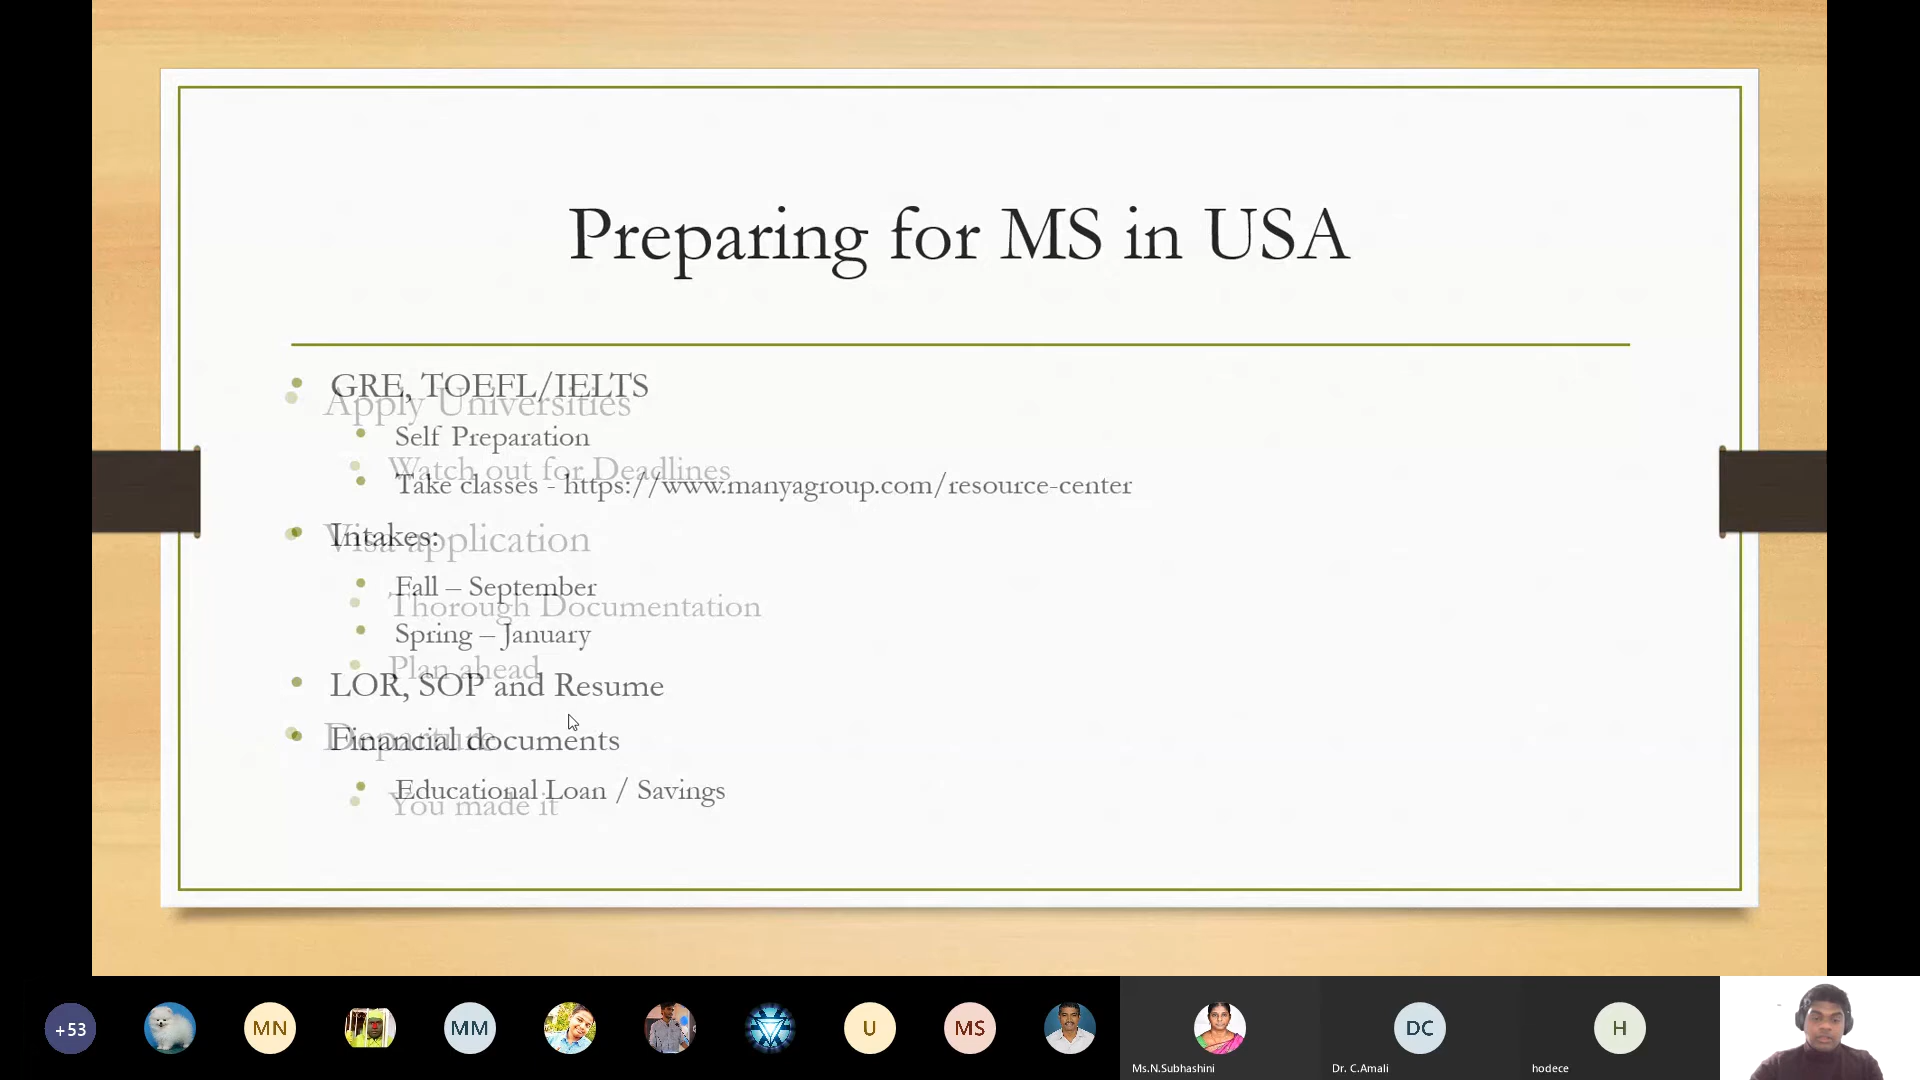 Preparing for MS in USA
GRE, TOEFL/IELTS
Apply Universities
Self Preparation
Watch out for Deadlines
Take classes - https://www.manyagroup.com/resource-center
Intakes:
Visa application
Fall – September
Thorough Documentation
Spring – January
Plan ahead
LOR, SOP and Resume
Departure
Financial documents
Educational Loan / Savings
You made it
+53
MN
MM
U
MS
DC
H
Ms.N.Subhashini
Dr. C.Amali
hodece